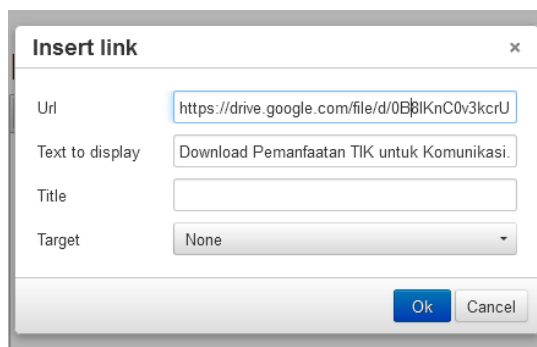 Insert link ×
Url https://drive.google.com/file/d/0B8IKnC0v3kcrU
Text to display Download Pemanfaatan TIK untuk Komunikasi.
Title
Target None
Ok Cancel